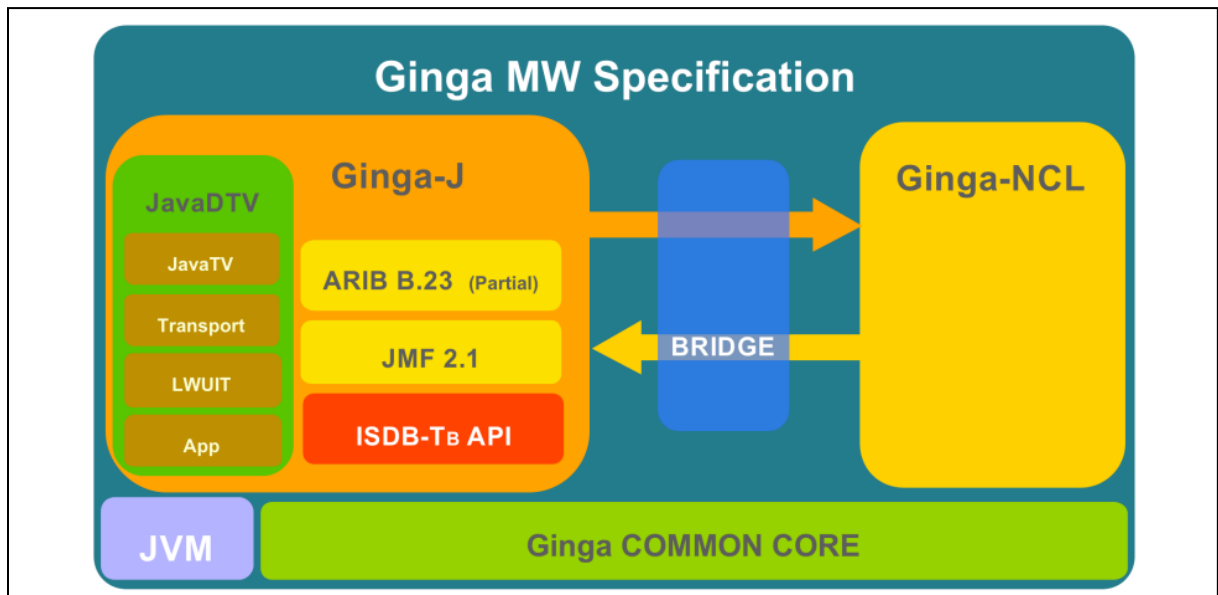 Ginga MW Specification
Ginga-J
JavaDTV
JavaTV
Transport
LWUIT
App
ARIB B.23 (Partial)
JMF 2.1
ISDB-TB API
BRIDGE
Ginga-NCL
JVM
Ginga COMMON CORE